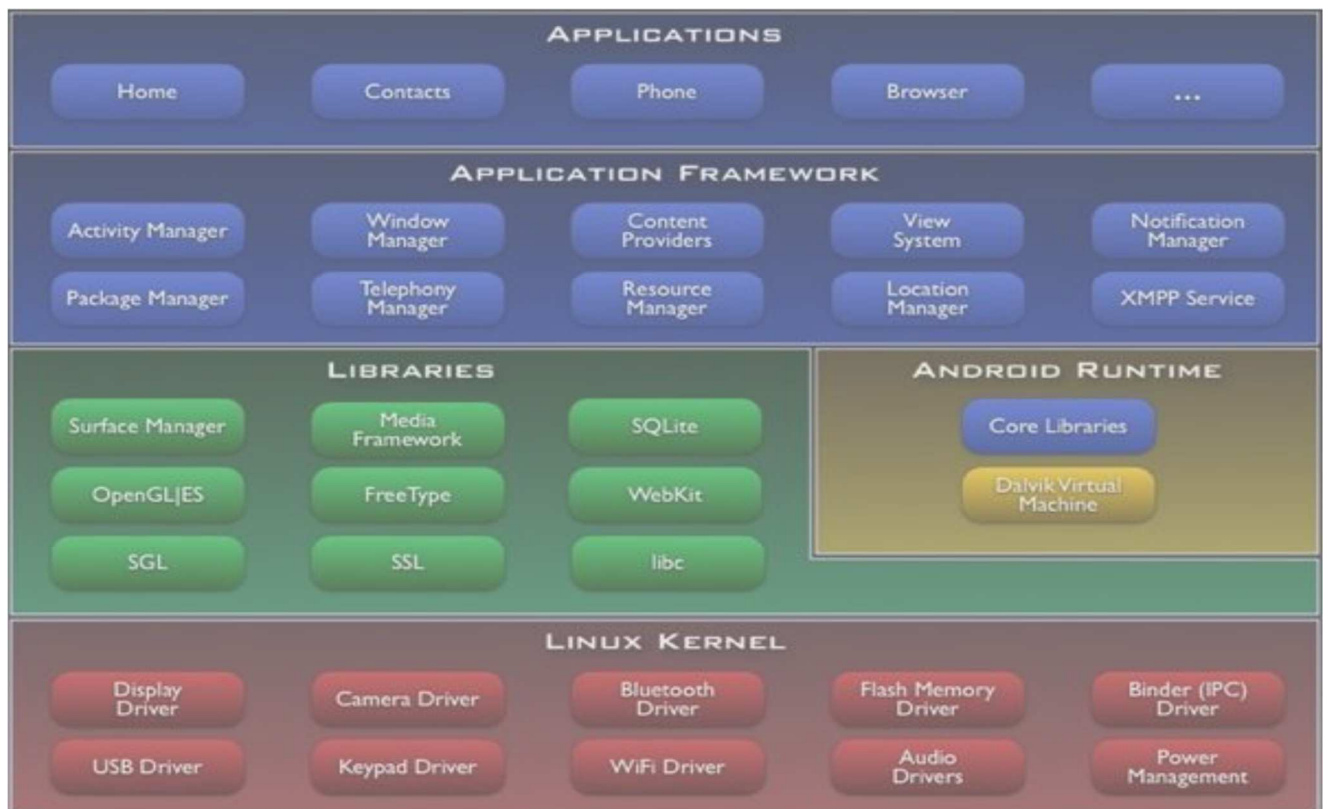 APPLICATIONS
Home
Contacts
Phone
Browser
...
APPLICATION FRAMEWORK
Activity Manager
Window
Manager
Content
Providers
View
System
Notification
Manager
Package Manager
Telephony
Manager
Resource
Manager
Location
Manager
XMPP Service
LIBRARIES
Surface Manager
Media
Framework
SQLite
OpenGL|ES
FreeType
WebKit
SGL
SSL
libc
ANDROID RUNTIME
Core Libraries
Dalvik Virtual
Machine
LINUX KERNEL
Display
Driver
Camera Driver
Bluetooth
Driver
Flash Memory
Driver
Binder (IPC)
Driver
USB Driver
Keypad Driver
WiFi Driver
Audio
Drivers
Power
Management